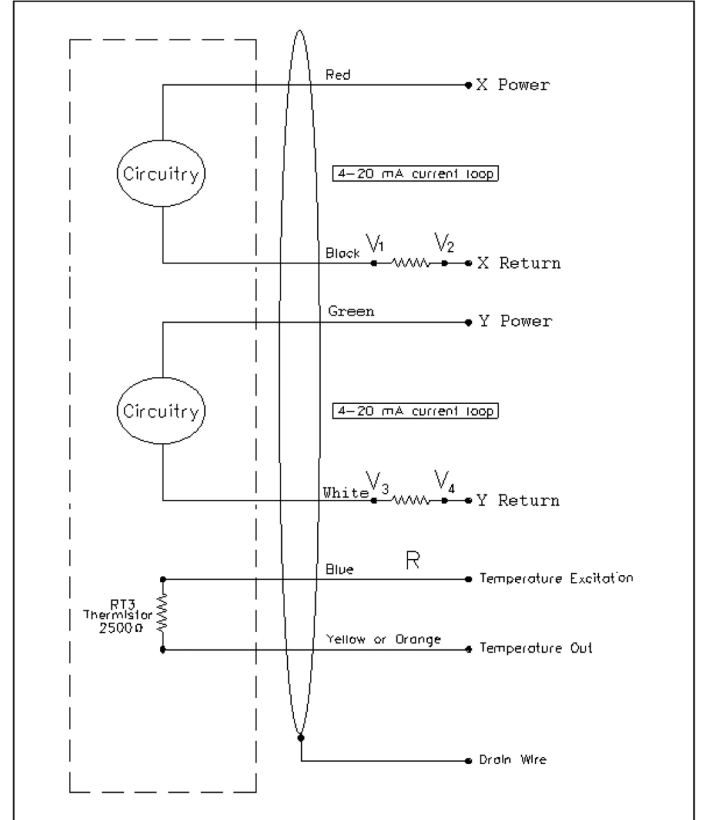 Red
X Power
Circuitry
4-20 mA current loop
Black
V1
V2
X Return
Green
Y Power
Circuitry
4-20 mA current loop
White
V3
V4
Y Return
Blue
R
Temperature Excitation
RT3
Thermistor
2500Ω
Yellow or Orange
Temperature Out
Drain Wire